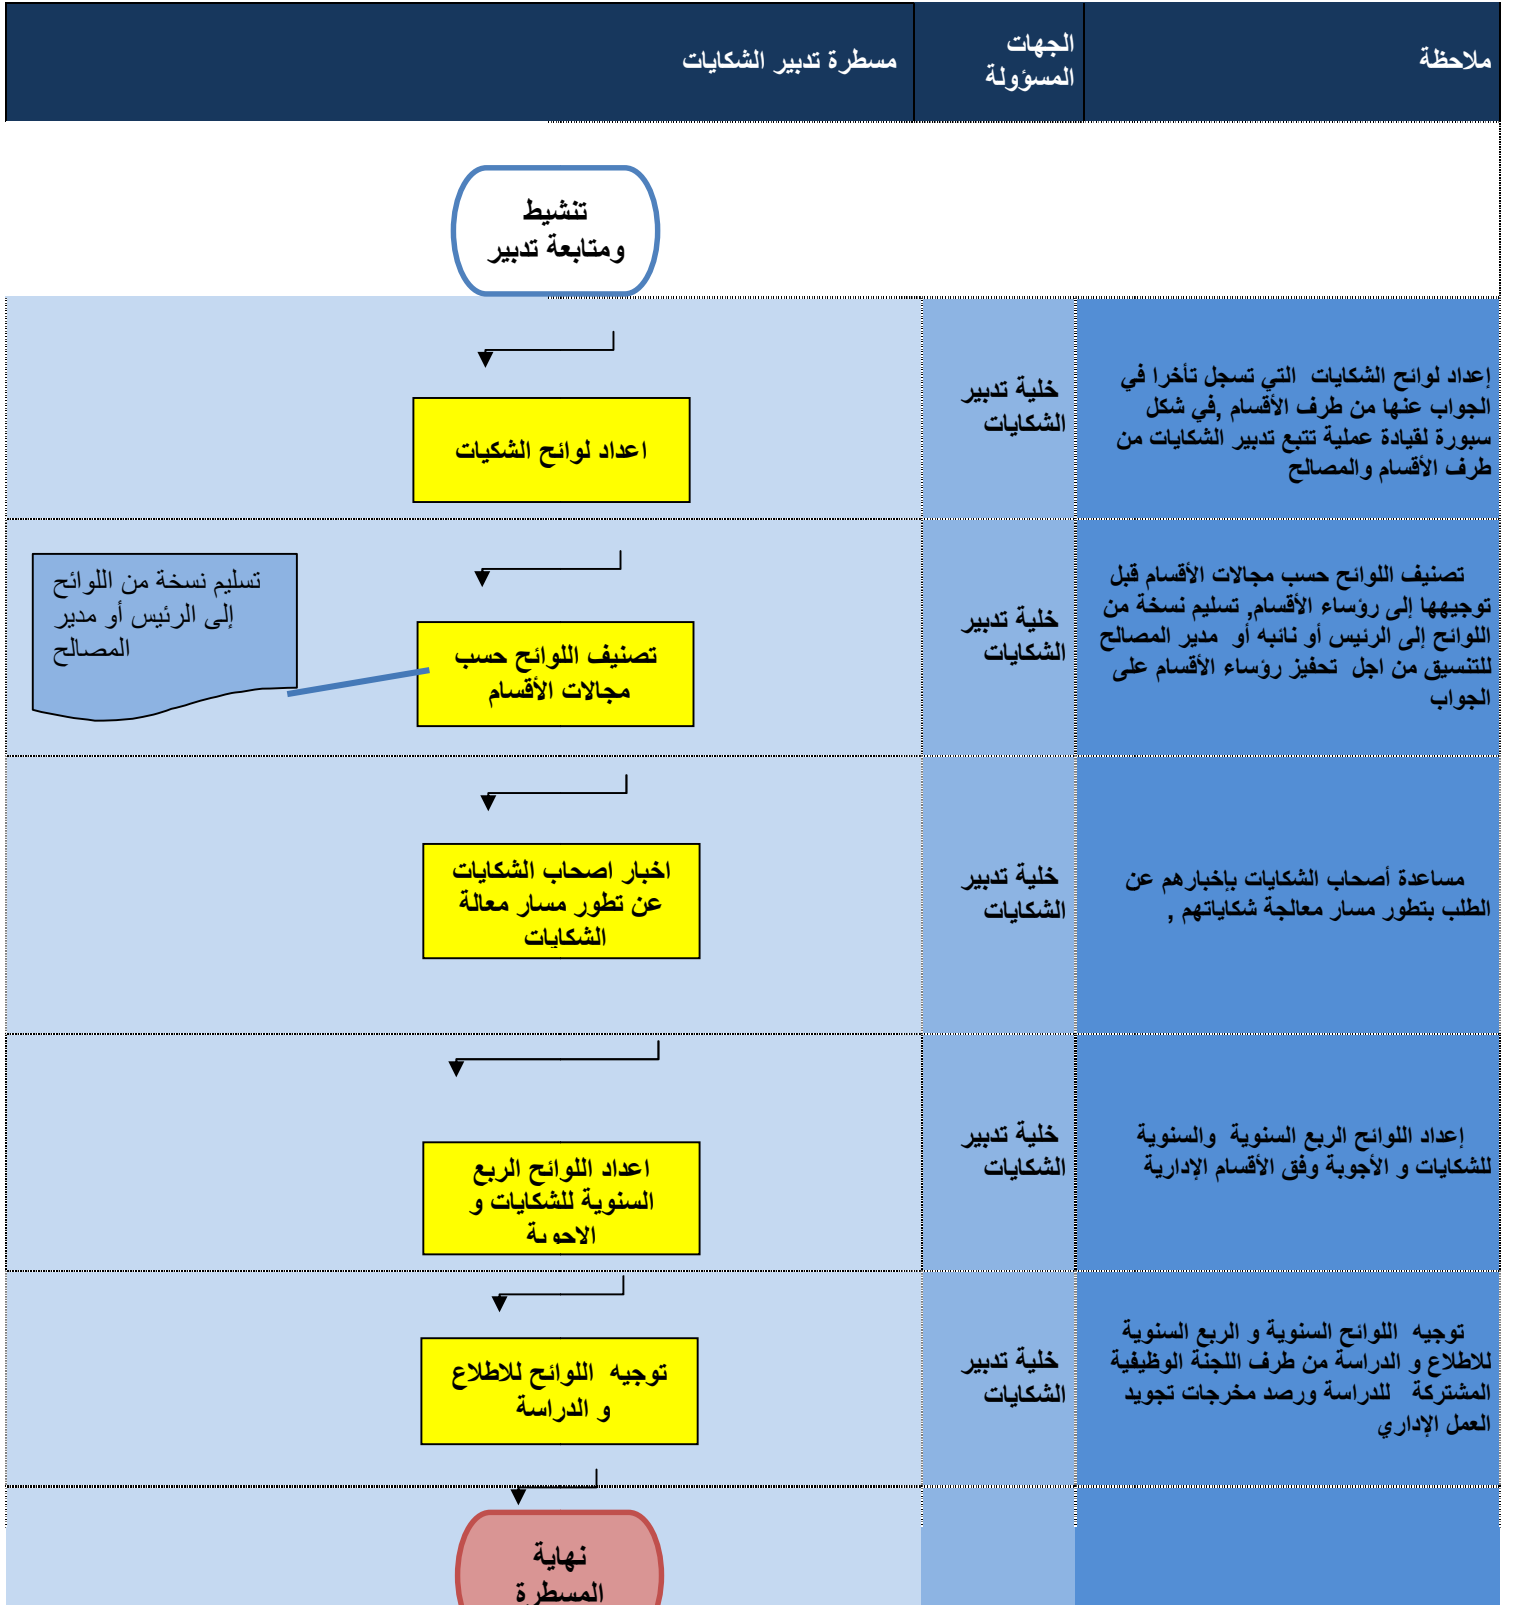 ملاحظة
الجهات
المسؤولة
مسطرة تدبير الشكايات
تنشيط
ومتابعة تدبير
إعداد لوائح الشكايات التي تسجل تأخرا في
الجواب عنها من طرف الأقسام ,في شكل
سبورة لقيادة عملية تتبع تدبير الشكايات من
طرف الأقسام والمصالح
خلية تدبير
الشكايات
اعداد لوائح الشكيات
تصنيف اللوائح حسب مجالات الأقسام قبل
توجيهها إلى رؤساء الأقسام, تسليم نسخة من
اللوائح إلى الرئيس أو نائبه أو مدير المصالح
للتنسيق من اجل تحفيز رؤساء الأقسام على
الجواب
خلية تدبير
الشكايات
تصنيف اللوائح حسب
مجالات الأقسام
تسليم نسخة من اللوائح
إلى الرئيس أو مدير
المصالح
مساعدة أصحاب الشكايات بإخبارهم عن
الطلب بتطور مسار معالجة شكاياتهم ,
خلية تدبير
الشكايات
اخبار اصحاب الشكايات
عن تطور مسار معالة
الشكايات
إعداد اللوائح الربع السنوية والسنوية
للشكايات و الأجوبة وفق الأقسام الإدارية
خلية تدبير
الشكايات
اعداد اللوائح الربع
السنوية للشكايات و
الاجوبة
توجيه اللوائح السنوية و الربع السنوية
للاطلاع و الدراسة من طرف اللجنة الوظيفية
المشتركة للدراسة ورصد مخرجات تجويد
العمل الإداري
خلية تدبير
الشكايات
توجيه اللوائح للاطلاع
و الدراسة
نهاية
المسطرة